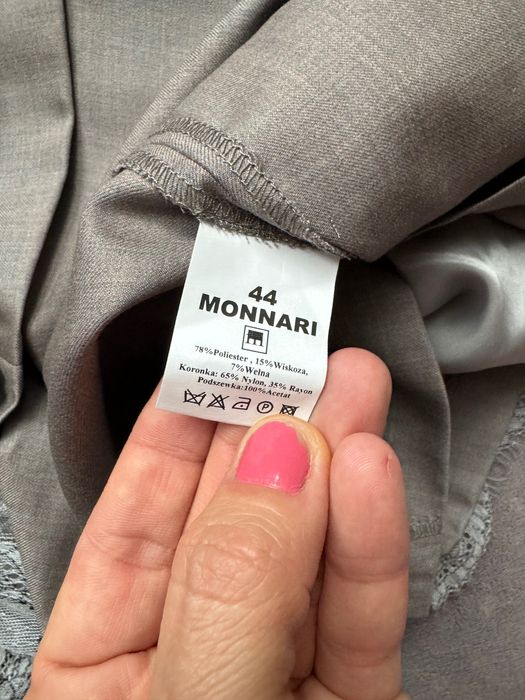 44
MONNARI
78%Poliester , 15%Wiskoza,
7%Wełna
Koronka: 65% Nylon, 35% Rayon
Podszewka:100%Acetat
P